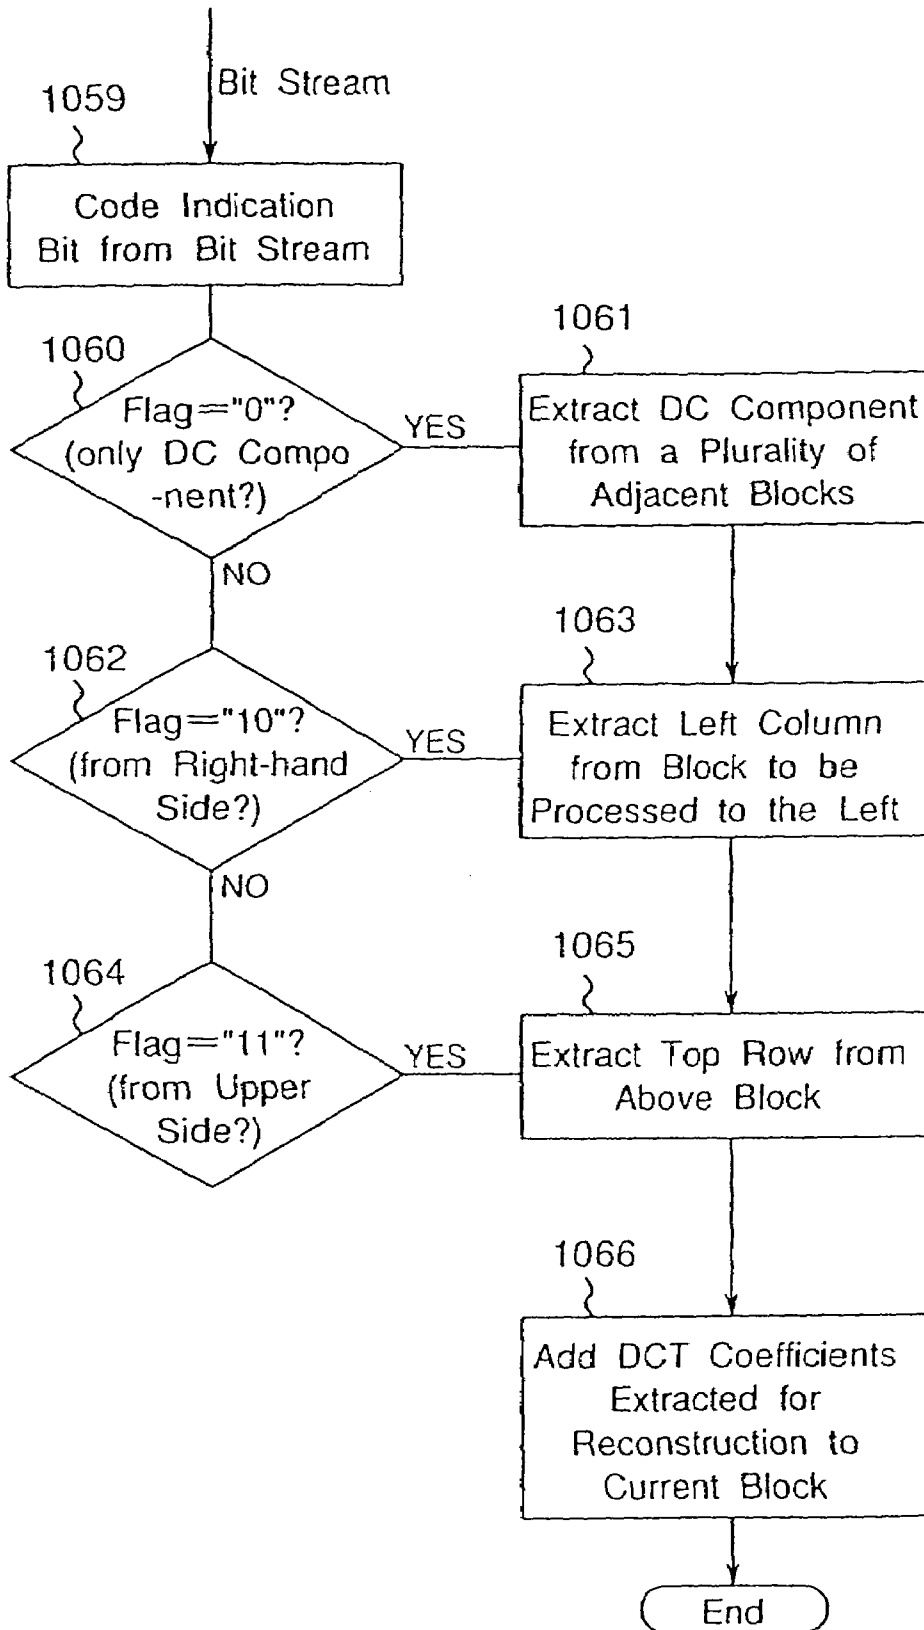 Bit Stream
1059
Code Indication
Bit from Bit Stream
1060
Flag="0"?
(only DC Compo
-nent?)
YES
NO
1061
Extract DC Component
from a Plurality of
Adjacent Blocks
1062
Flag="10"?
(from Right-hand
Side?)
YES
NO
1063
Extract Left Column
from Block to be
Processed to the Left
1064
Flag="11"?
(from Upper
Side?)
YES
1065
Extract Top Row from
Above Block
1066
Add DCT Coefficients
Extracted for
Reconstruction to
Current Block
End